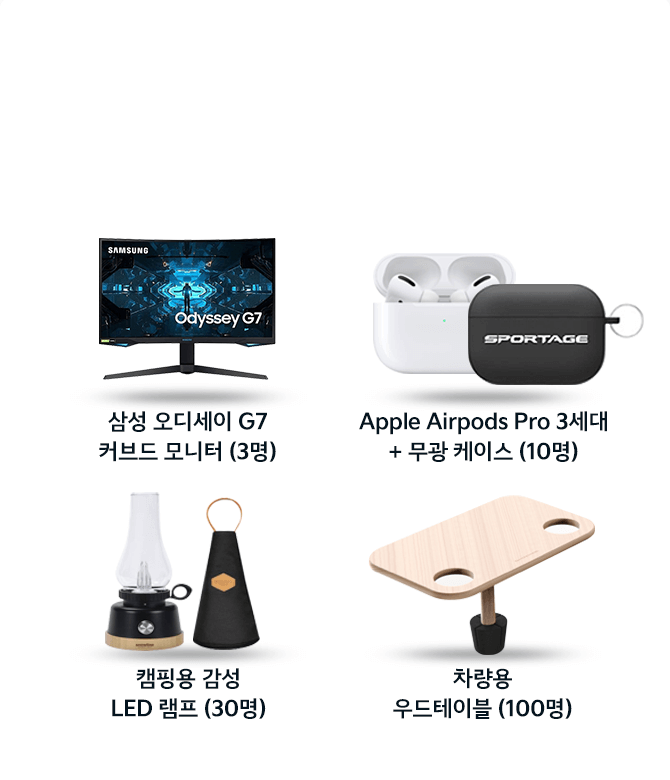 SAMSUNG
Odyssey G7
SPORTAGE
삼성 오디세이 G7
커브드 모니터 (3명)
Apple Airpods Pro 3세대
+ 무광 케이스 (10명)
캠핑용 감성
LED 램프 (30명)
차량용
우드테이블 (100명)